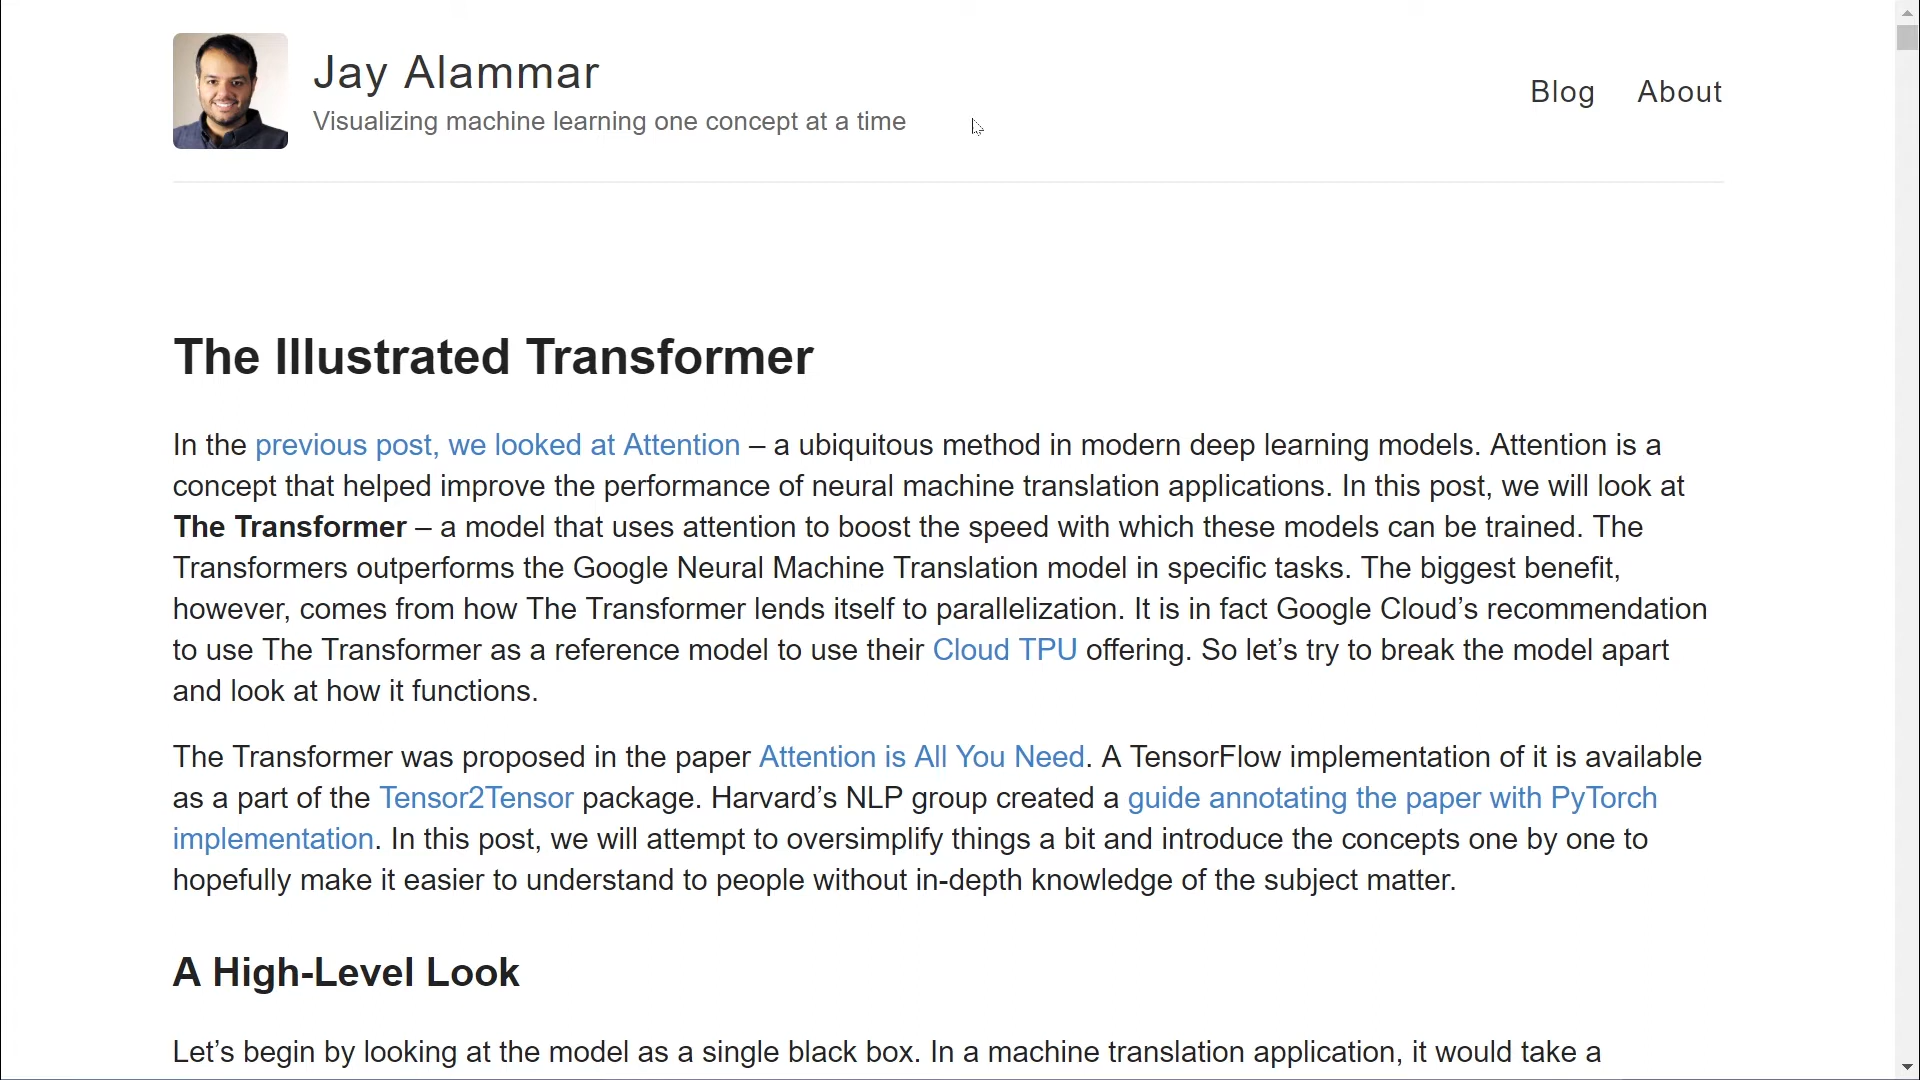 Jay Alammar
Visualizing machine learning one concept at a time
Blog
About
The Illustrated Transformer
In the previous post, we looked at Attention – a ubiquitous method in modern deep learning models. Attention is a
concept that helped improve the performance of neural machine translation applications. In this post, we will look at
The Transformer – a model that uses attention to boost the speed with which these models can be trained. The
Transformers outperforms the Google Neural Machine Translation model in specific tasks. The biggest benefit,
however, comes from how The Transformer lends itself to parallelization. It is in fact Google Cloud’s recommendation
to use The Transformer as a reference model to use their Cloud TPU offering. So let’s try to break the model apart
and look at how it functions.
The Transformer was proposed in the paper Attention is All You Need. A TensorFlow implementation of it is available
as a part of the Tensor2Tensor package. Harvard’s NLP group created a guide annotating the paper with PyTorch
implementation. In this post, we will attempt to oversimplify things a bit and introduce the concepts one by one to
hopefully make it easier to understand to people without in-depth knowledge of the subject matter.
A High-Level Look
Let’s begin by looking at the model as a single black box. In a machine translation application, it would take a